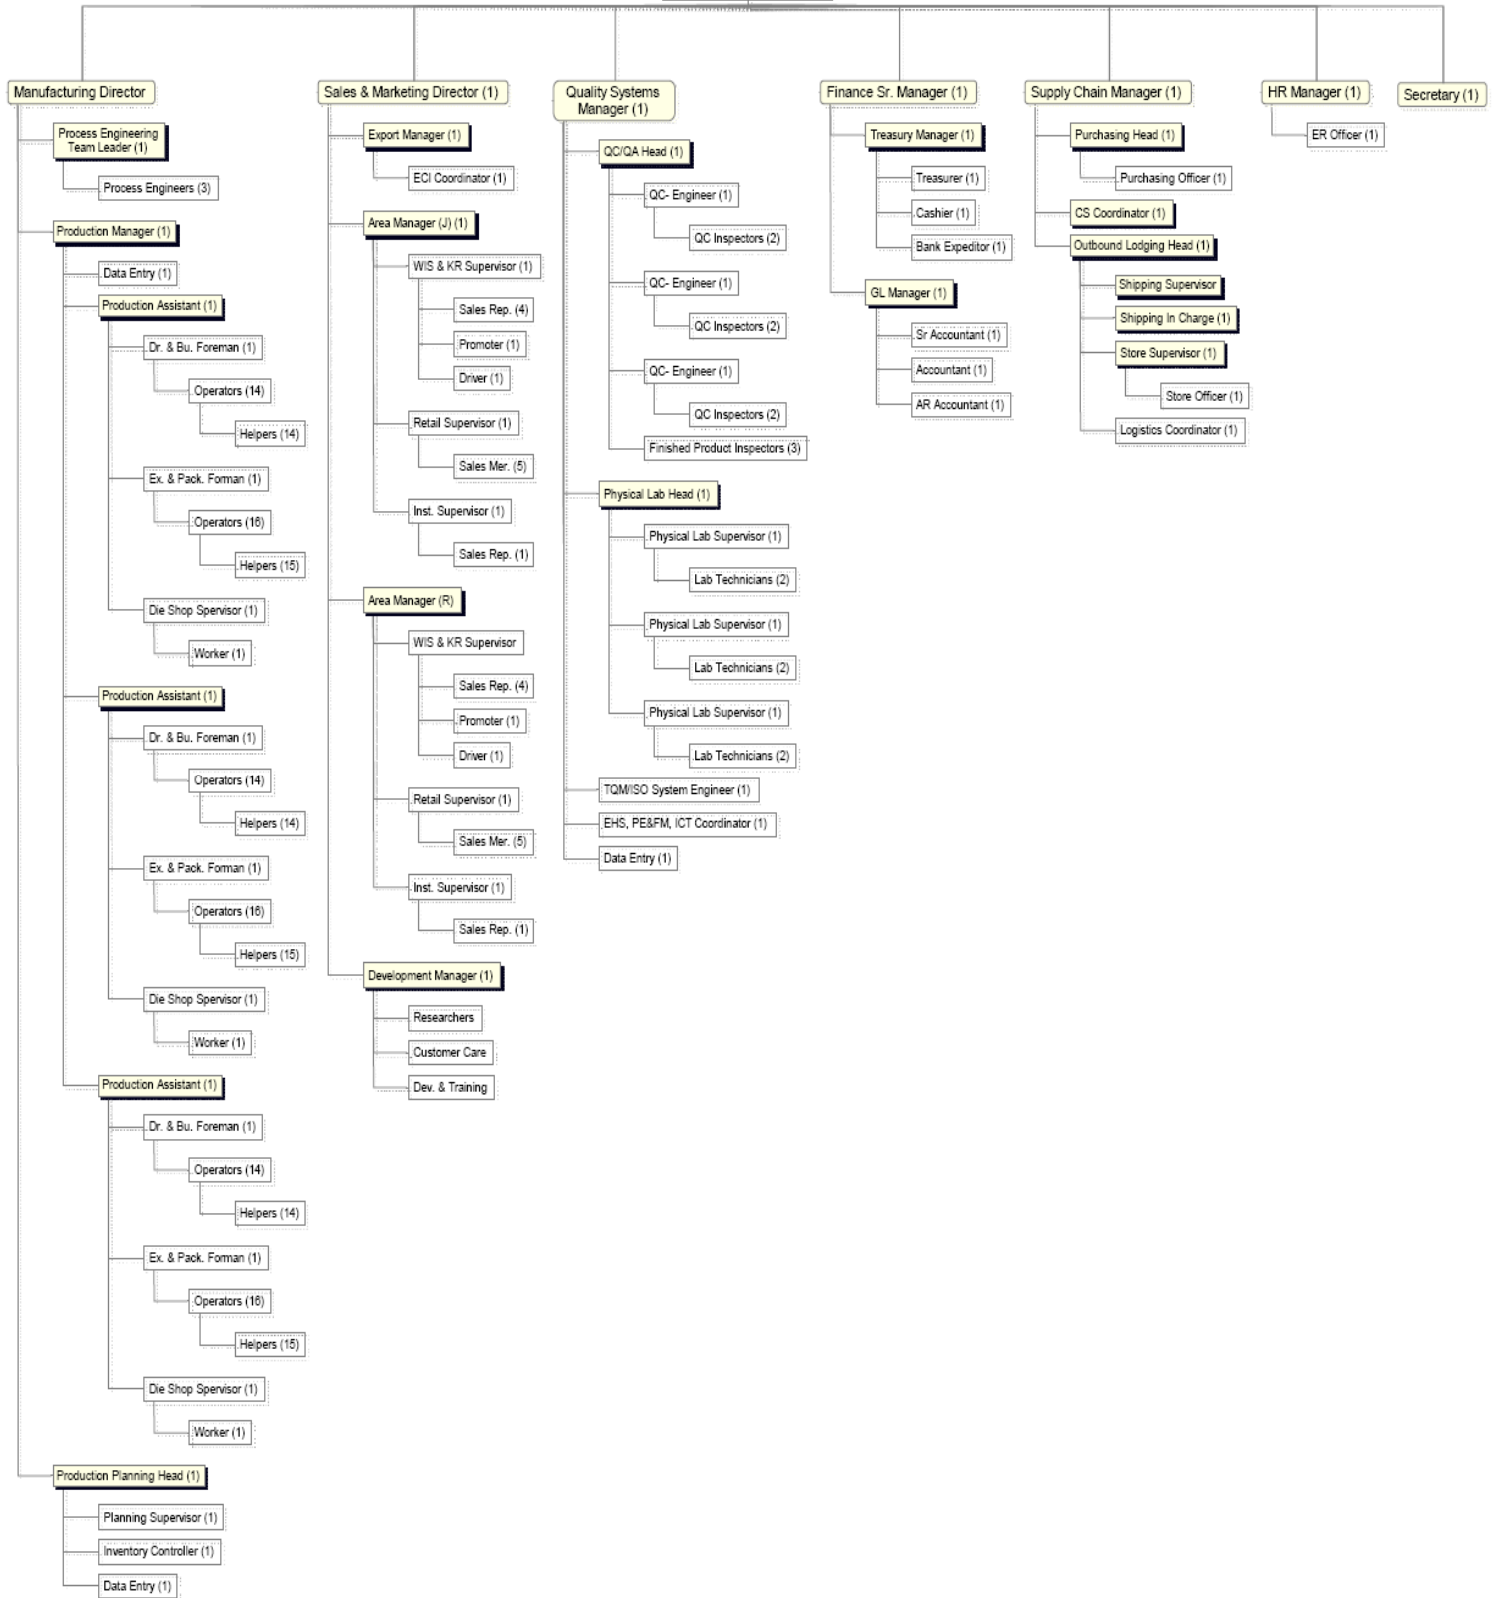 Manufacturing Director
Process Engineering
Team Leader (1)
Process Engineers (3)
Production Manager (1)
Data Entry (1)
Production Assistant (1)
Dr. & Bu. Foreman (1)
Operators (14)
Helpers (14)
Ex. & Pack. Forman (1)
Operators (16)
Helpers (15)
Die Shop Spervisor (1)
Worker (1)
Production Assistant (1)
Dr. & Bu. Foreman (1)
Operators (14)
Helpers (14)
Ex. & Pack. Forman (1)
Operators (16)
Helpers (15)
Die Shop Spervisor (1)
Worker (1)
Production Assistant (1)
Dr. & Bu. Foreman (1)
Operators (14)
Helpers (14)
Ex. & Pack. Forman (1)
Operators (16)
Helpers (15)
Die Shop Spervisor (1)
Worker (1)
Production Planning Head (1)
Planning Supervisor (1)
Inventory Controller (1)
Data Entry (1)
Sales & Marketing Director (1)
Export Manager (1)
ECI Coordinator (1)
Area Manager (J) (1)
WIS & KR Supervisor (1)
Sales Rep. (4)
Promoter (1)
Driver (1)
Retail Supervisor (1)
Sales Mer. (5)
Inst. Supervisor (1)
Sales Rep. (1)
Area Manager (R)
WIS & KR Supervisor
Sales Rep. (4)
Promoter (1)
Driver (1)
Retail Supervisor (1)
Sales Mer. (5)
Inst. Supervisor (1)
Sales Rep. (1)
Development Manager (1)
Researchers
Customer Care
Dev. & Training
Quality Systems
Manager (1)
QC/QA Head (1)
QC- Engineer (1)
QC Inspectors (2)
QC- Engineer (1)
QC Inspectors (2)
QC- Engineer (1)
QC Inspectors (2)
Finished Product Inspectors (3)
Physical Lab Head (1)
Physical Lab Supervisor (1)
Lab Technicians (2)
Physical Lab Supervisor (1)
Lab Technicians (2)
Physical Lab Supervisor (1)
Lab Technicians (2)
TQM/ISO System Engineer (1)
EHS, PE&FM, ICT Coordinator (1)
Data Entry (1)
Finance Sr. Manager (1)
Treasury Manager (1)
Treasurer (1)
Cashier (1)
Bank Expeditor (1)
GL Manager (1)
Sr Accountant (1)
Accountant (1)
AR Accountant (1)
Supply Chain Manager (1)
Purchasing Head (1)
Purchasing Officer (1)
CS Coordinator (1)
Outbound Lodging Head (1)
Shipping Supervisor
Shipping In Charge (1)
Store Supervisor (1)
Store Officer (1)
Logistics Coordinator (1)
HR Manager (1)
ER Officer (1)
Secretary (1)